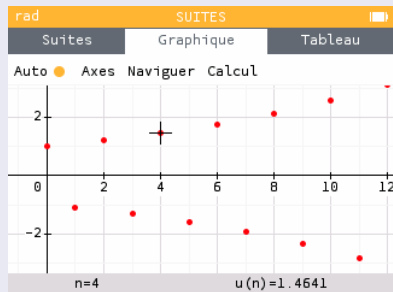 rad SUITES
Suites Graphique Tableau
Auto Axes Naviguer Calcul
2
0 2 4 6 8 10 12
-2
n=4 u(n)=1.4641